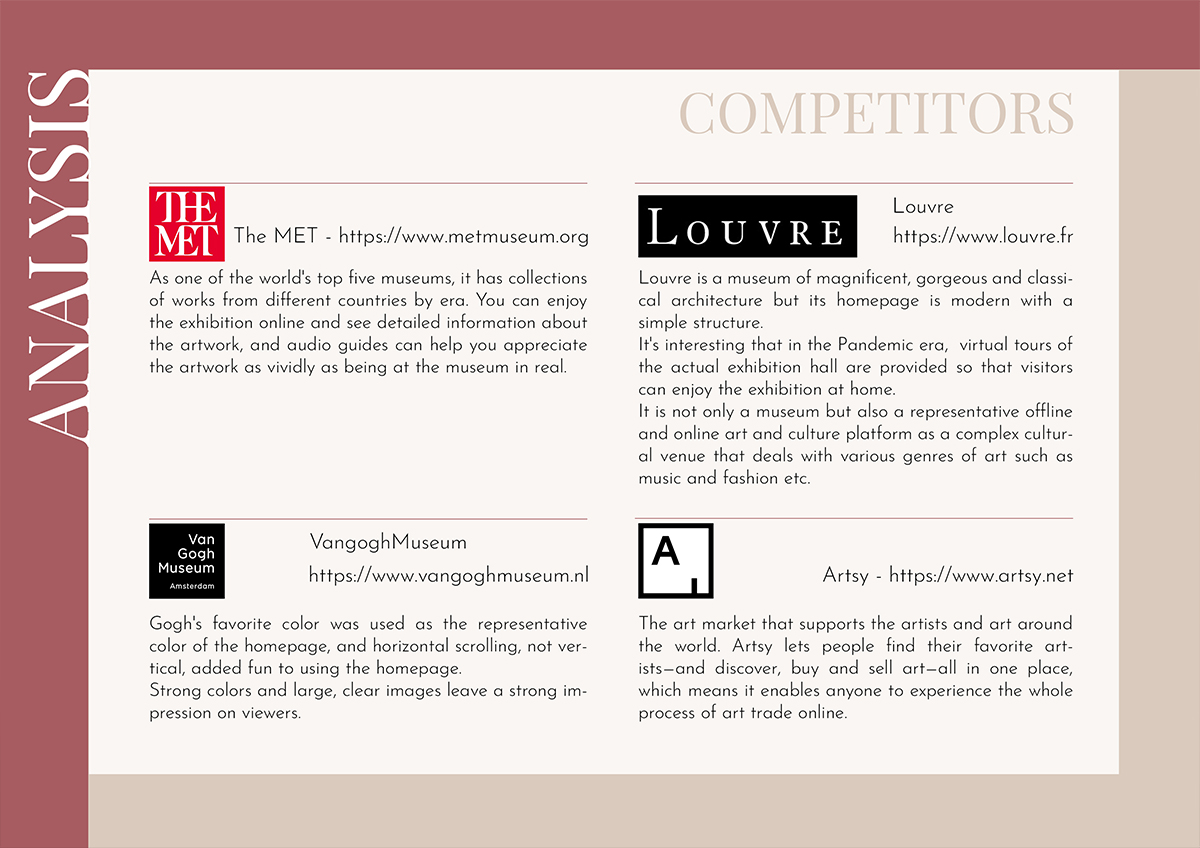 ANALYSIS
COMPETITORS
THE
MET
The MET - https://www.metmuseum.org
As one of the world's top five museums, it has collections
of works from different countries by era. You can enjoy
the exhibition online and see detailed information about
the artwork, and audio guides can help you appreciate
the artwork as vividly as being at the museum in real.
LOUVRE
Louvre
https://www.louvre.fr
Louvre is a museum of magnificent, gorgeous and classi-
cal architecture but its homepage is modern with a
simple structure.
It's interesting that in the Pandemic era, virtual tours of
the actual exhibition hall are provided so that visitors
can enjoy the exhibition at home.
It is not only a museum but also a representative offline
and online art and culture platform as a complex cultur-
al venue that deals with various genres of art such as
music and fashion etc.
Van
Gogh
Museum
Amsterdam
VangoghMuseum
https://www.vangoghmuseum.nl
Gogh's favorite color was used as the representative
color of the homepage, and horizontal scrolling, not ver-
tical, added fun to using the homepage.
Strong colors and large, clear images leave a strong im-
pression on viewers.
A
Artsy - https://www.artsy.net
The art market that supports the artists and art around
the world. Artsy lets people find their favorite art-
ists—and discover, buy and sell art—all in one place,
which means it enables anyone to experience the whole
process of art trade online.